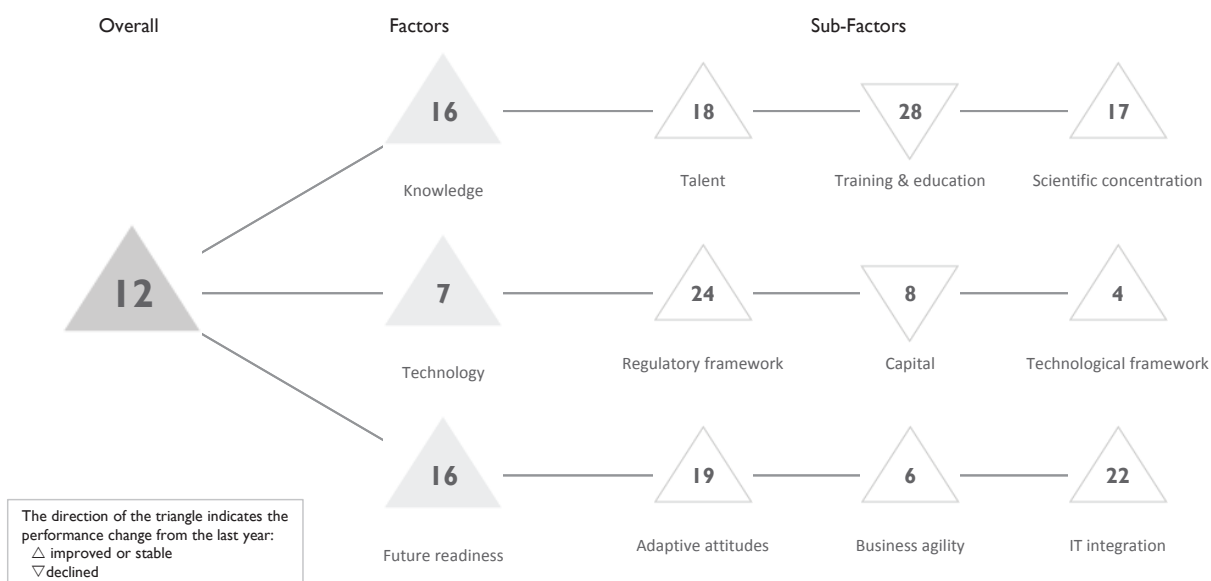 Overall Factors Sub-Factors
16 18 28 17
Knowledge Talent Training & education Scientific concentration
12 7 24 8 4
Technology Regulatory framework Capital Technological framework
16 19 6 22
Future readiness Adaptive attitudes Business agility IT integration
The direction of the triangle indicates the
performance change from the last year:
△ improved or stable
▽declined